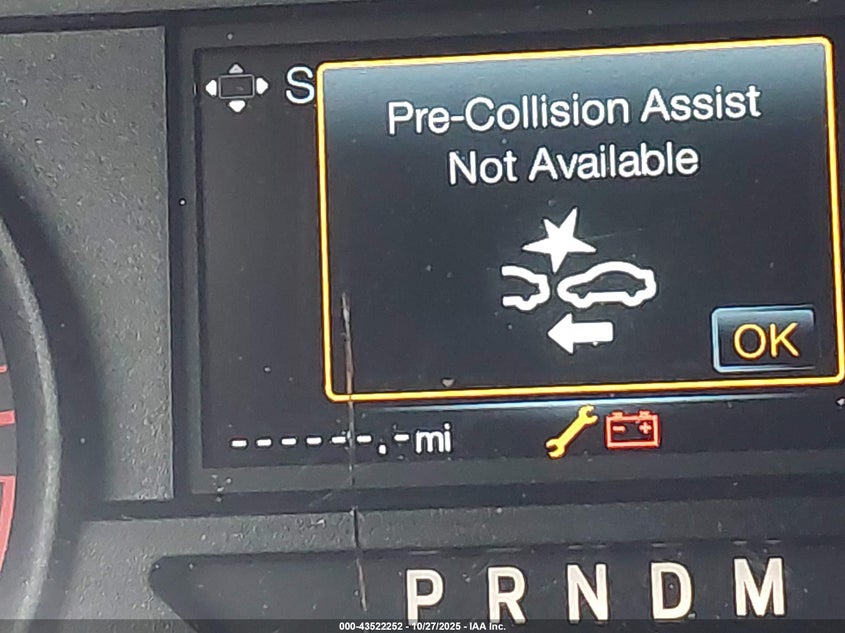 S
Pre-Collision Assist
Not Available
OK
------.-mi
P R N D M
000-43522252 - 10/27/2025 - IAA Inc.